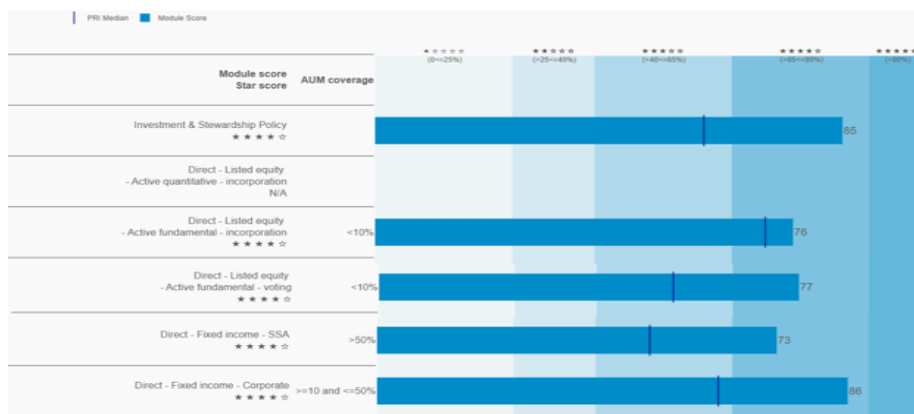 PRI Median Module Score
★☆☆☆☆ ★★☆☆☆ ★★★☆☆ ★★★★☆ ★★★★
(0<=25%) (>25<=40%) (>40<=65%) (>65<=90%) (>90%)
Module score
Star score
AUM coverage
Investment & Stewardship Policy
★★★★☆
85
Direct - Listed equity
- Active quantitative - incorporation
N/A
Direct - Listed equity
- Active fundamental - incorporation
★★★★☆
<10%
76
Direct - Listed equity
- Active fundamental - voting
★★★★☆
<10%
77
Direct - Fixed income - SSA
★★★★☆
>50%
73
Direct - Fixed income - Corporate
★★★★☆
>=10 and <=50%
86